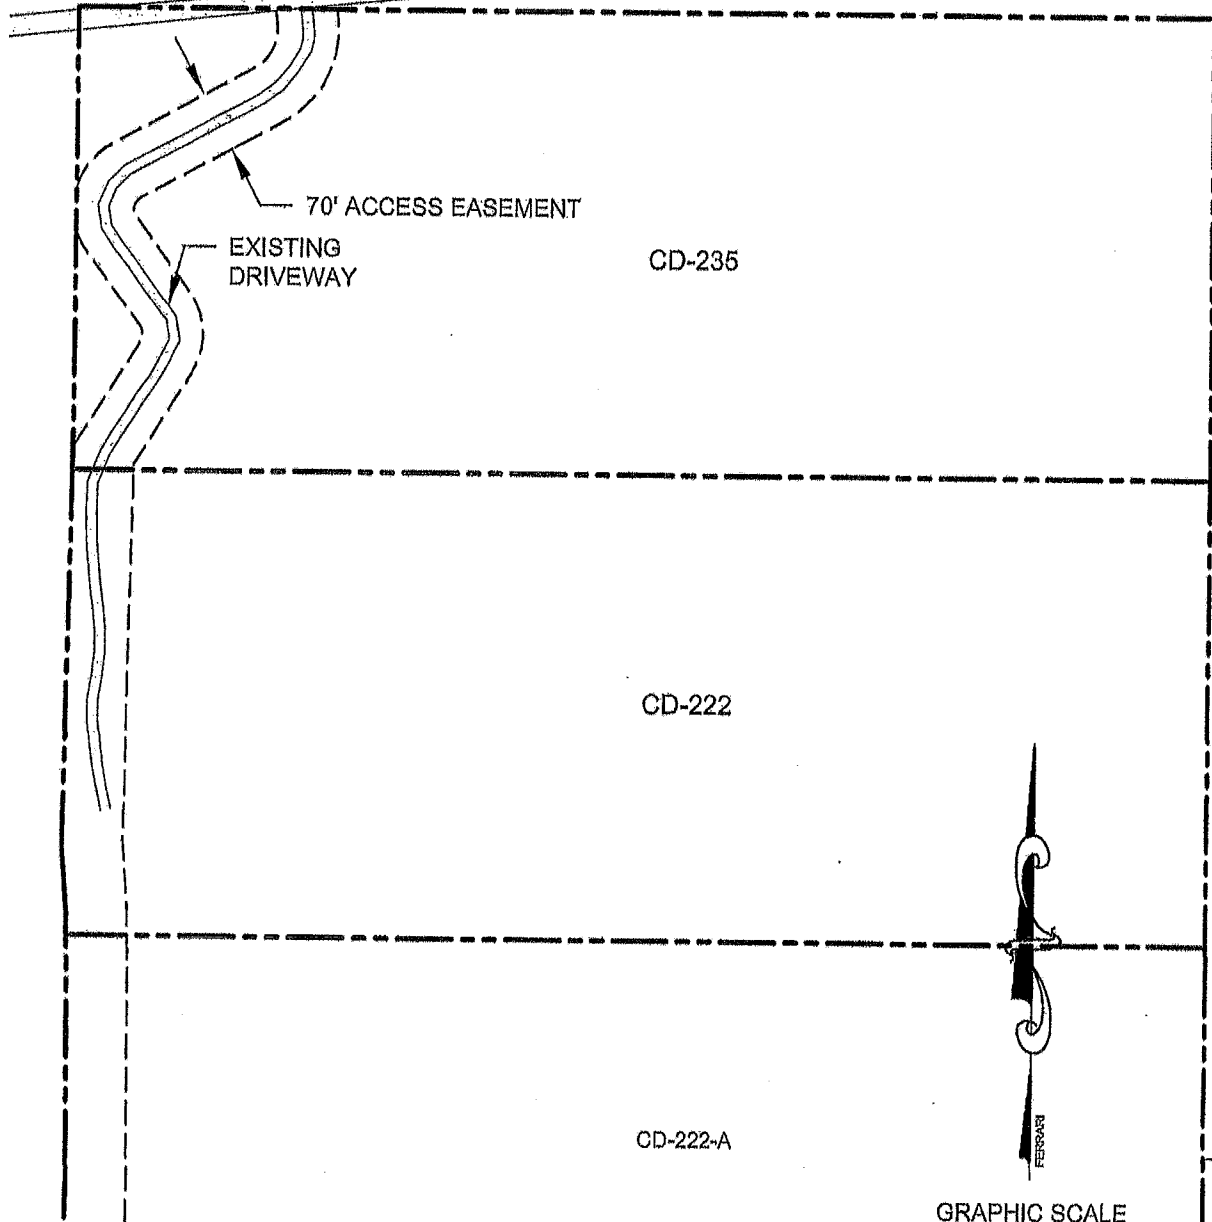 70' ACCESS EASEMENT
EXISTING
DRIVEWAY
CD-235
CD-222
CD-222-A
FERRARI
GRAPHIC SCALE